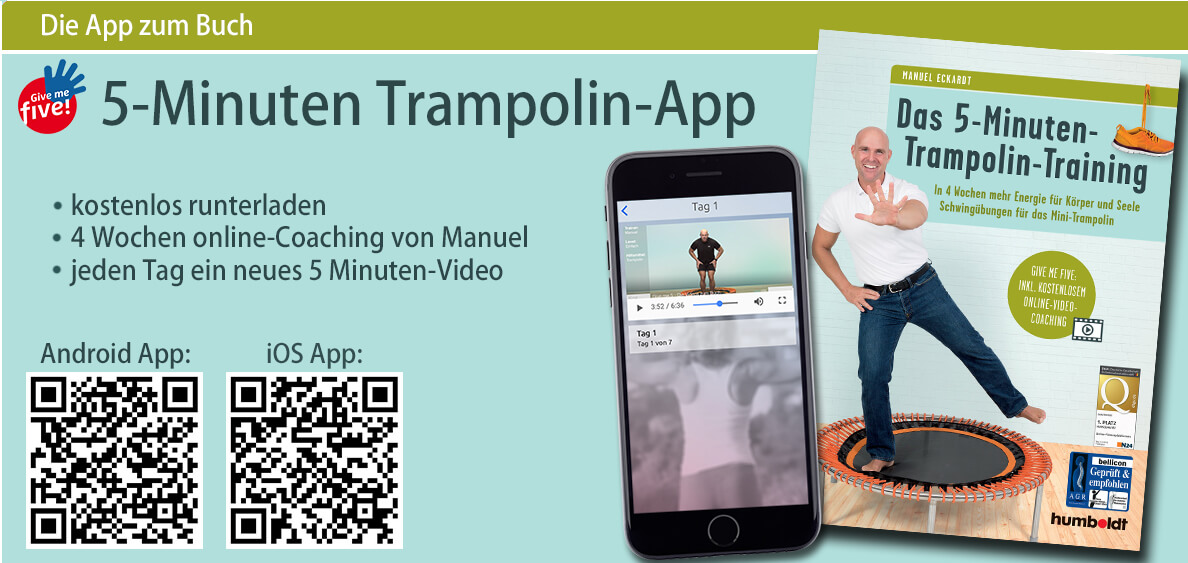 Die App zum Buch
Give me
five!
5-Minuten Trampolin-App
• kostenlos runterladen
• 4 Wochen online-Coaching von Manuel
• jeden Tag ein neues 5 Minuten-Video
Android App:
iOS App:
Tag 1
3:52 / 6:36
Tag 1
Tag 1 von 7
MANUEL ECKARDT
Das 5-Minuten-
Trampolin-Training
In 4 Wochen mehr Energie für Körper und Seele
Schwingübungen für das Mini-Trampolin
GIVE ME FIVE:
INKL. KOSTENLOSEM
ONLINE-VIDEO-
COACHING
Q
1. PLATZ
N24
bellicon
Geprüft &
empfohlen
AGR
humboldt